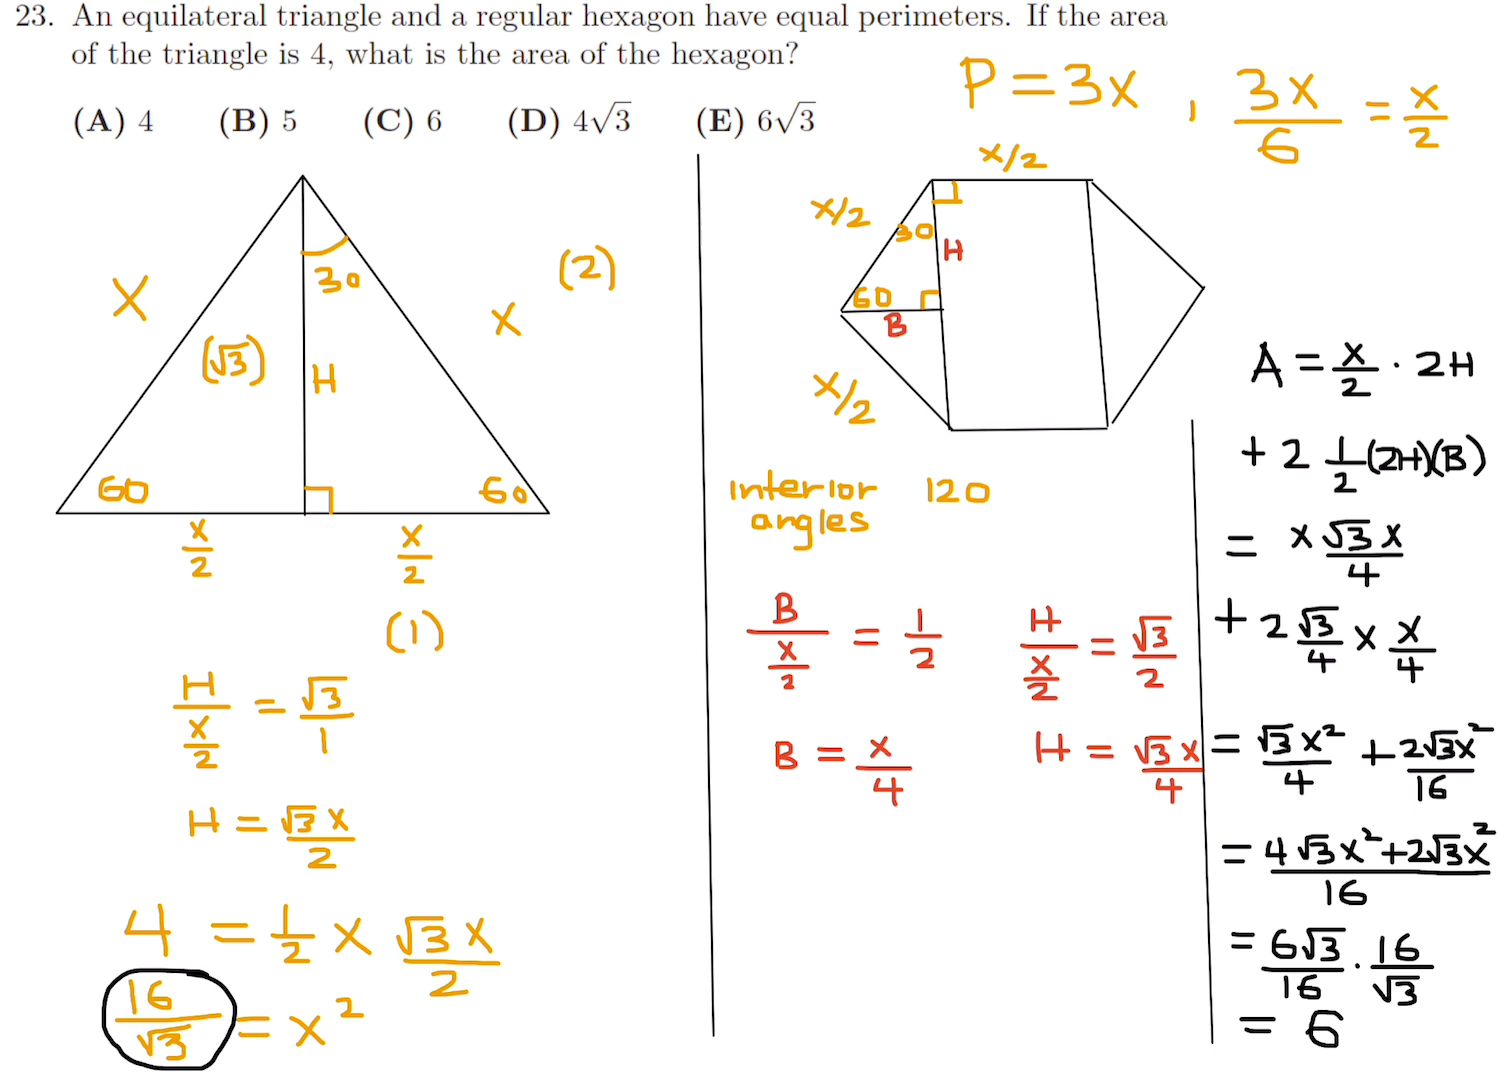 23. An equilateral triangle and a regular hexagon have equal perimeters. If the area
of the triangle is 4, what is the area of the hexagon?
(A) 4 (B) 5 (C) 6 (D) 4√3 (E) 6√3
P = 3x , 3x/6 = x/2
x
(√3)
H
30
x
(2)
60
60
x/2
x/2
(1)
H/(x/2) = √3/1
H = √3x/2
4 = 1/2 x √3x/2
16/√3 = x²
x/2
x/2
30
H
60
B
x/2
interior 120
angles
B/(x/2) = 1/2
H/(x/2) = √3/2
B = x/4
H = √3x/4
A = x/2 · 2H
+ 2 1/2 (2H)(B)
= x √3x/4
+ 2 √3/4 x x/4
= √3x²/4 + 2√3x²/16
= (4√3x² + 2√3x²)/16
= 6√3/16 · 16/√3
= 6